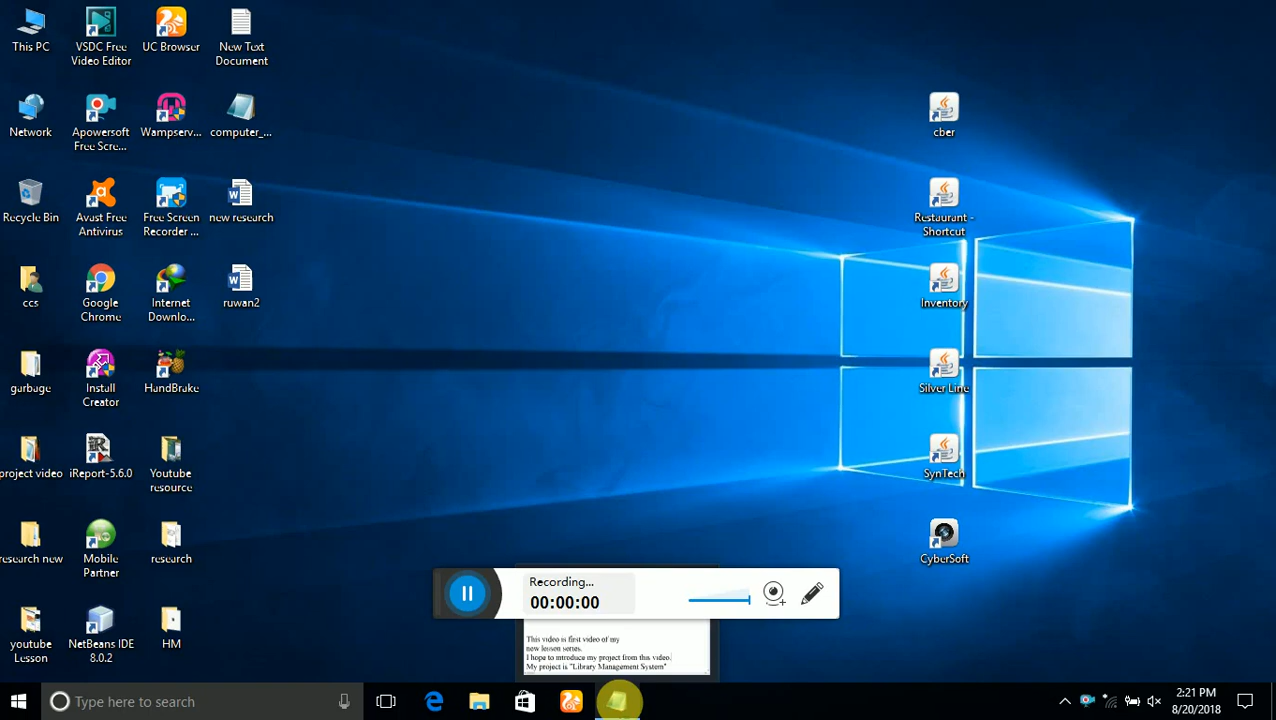 This PC
VSDC Free
Video Editor
UC Browser
New Text
Document
Network
Apowersoft
Free Scre...
Wampserv...
computer_...
cber
Recycle Bin
Avast Free
Antivirus
Free Screen
Recorder ...
new research
Restaurant -
Shortcut
ccs
Google
Chrome
Internet
Downlo...
ruwan2
Inventory
garbage
Install
Creator
HandBrake
Silver Line
project video
iReport-5.6.0
Youtube
resource
SynTech
research new
Mobile
Partner
research
CyberSoft
Recording...
00:00:00
youtube
Lesson
NetBeans IDE
8.0.2
HM
This video is first video of my
new lesson series.
I hope to introduce my project from this video.
My project is "Library Management System"
Type here to search
2:21 PM
8/20/2018